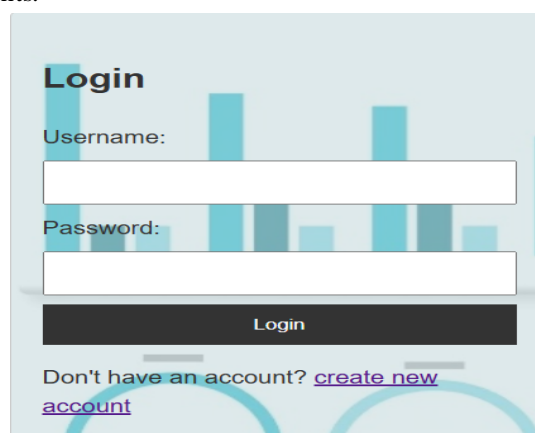 Login
Username:
Password:
Login
Don't have an account? create new
account